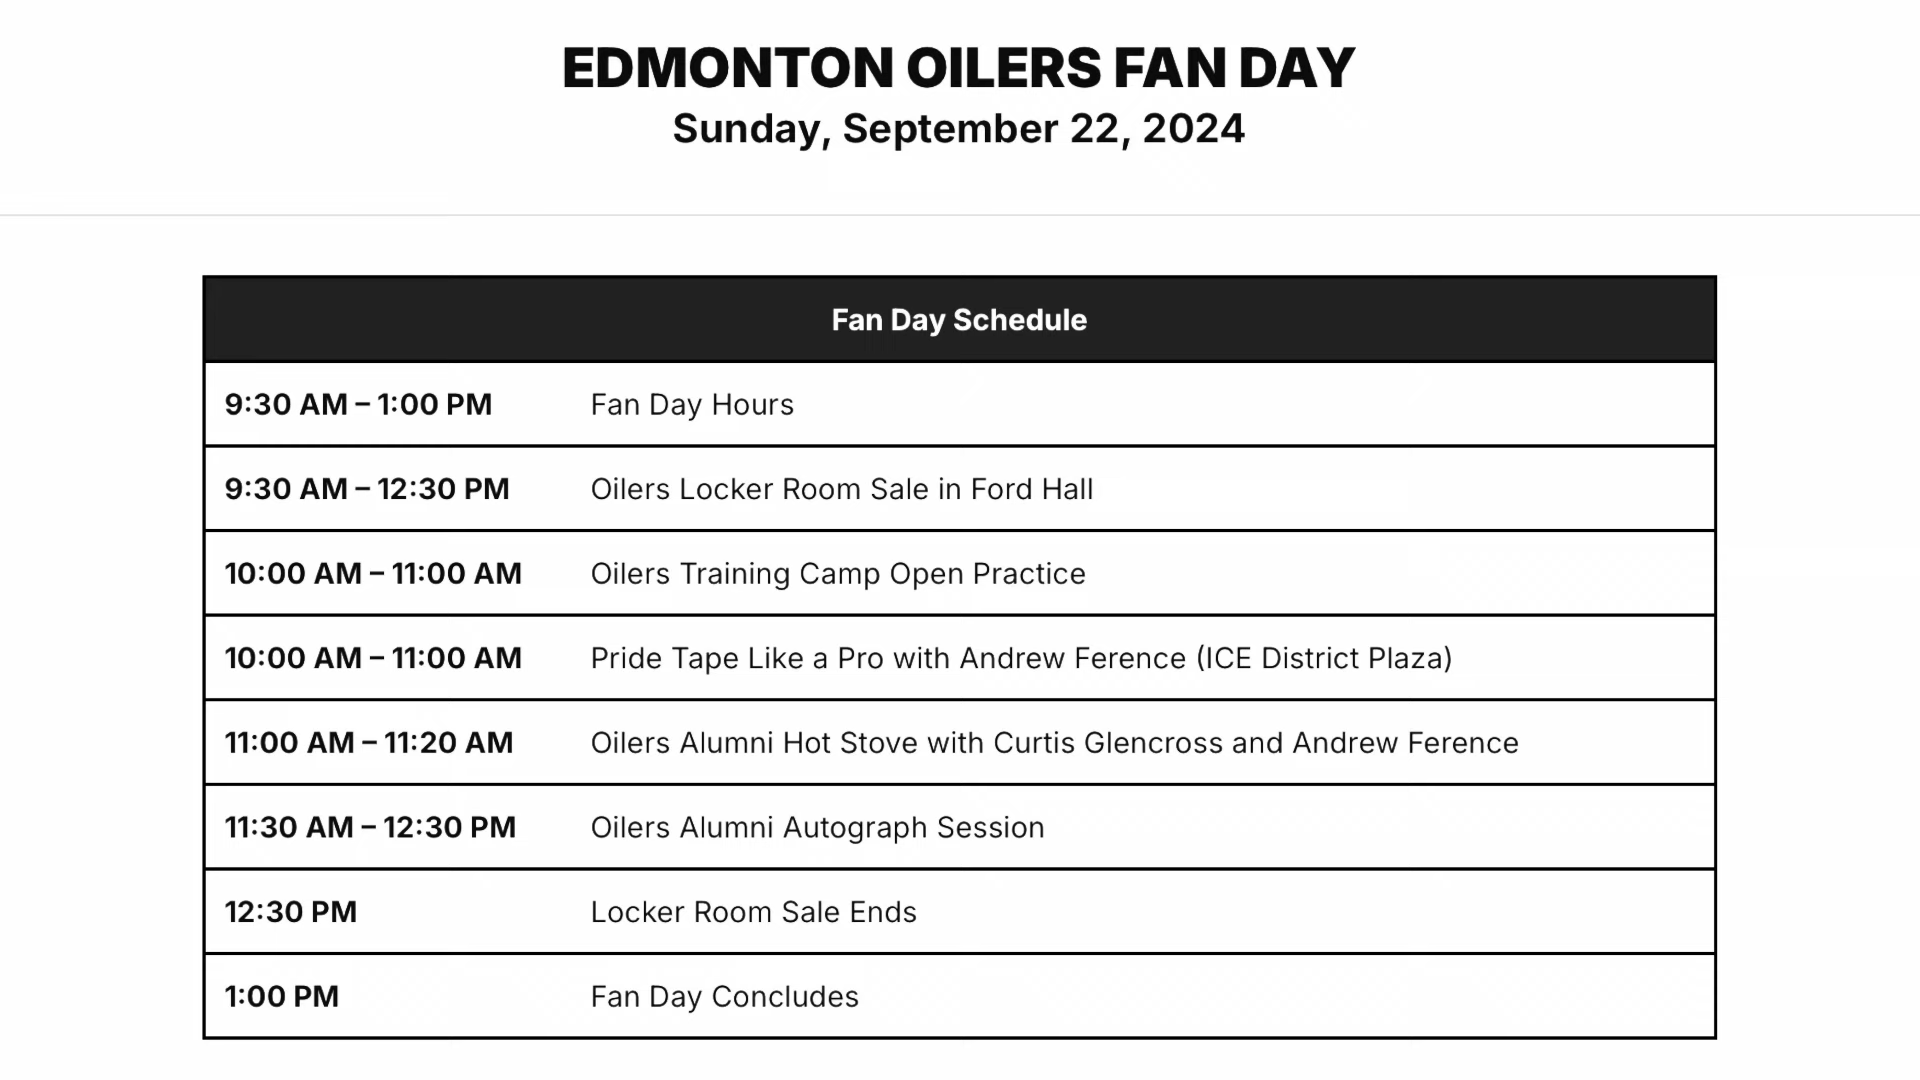 EDMONTON OILERS FAN DAY
Sunday, September 22, 2024
Fan Day Schedule
9:30 AM – 1:00 PM Fan Day Hours
9:30 AM – 12:30 PM Oilers Locker Room Sale in Ford Hall
10:00 AM – 11:00 AM Oilers Training Camp Open Practice
10:00 AM – 11:00 AM Pride Tape Like a Pro with Andrew Ference (ICE District Plaza)
11:00 AM – 11:20 AM Oilers Alumni Hot Stove with Curtis Glencross and Andrew Ference
11:30 AM – 12:30 PM Oilers Alumni Autograph Session
12:30 PM Locker Room Sale Ends
1:00 PM Fan Day Concludes